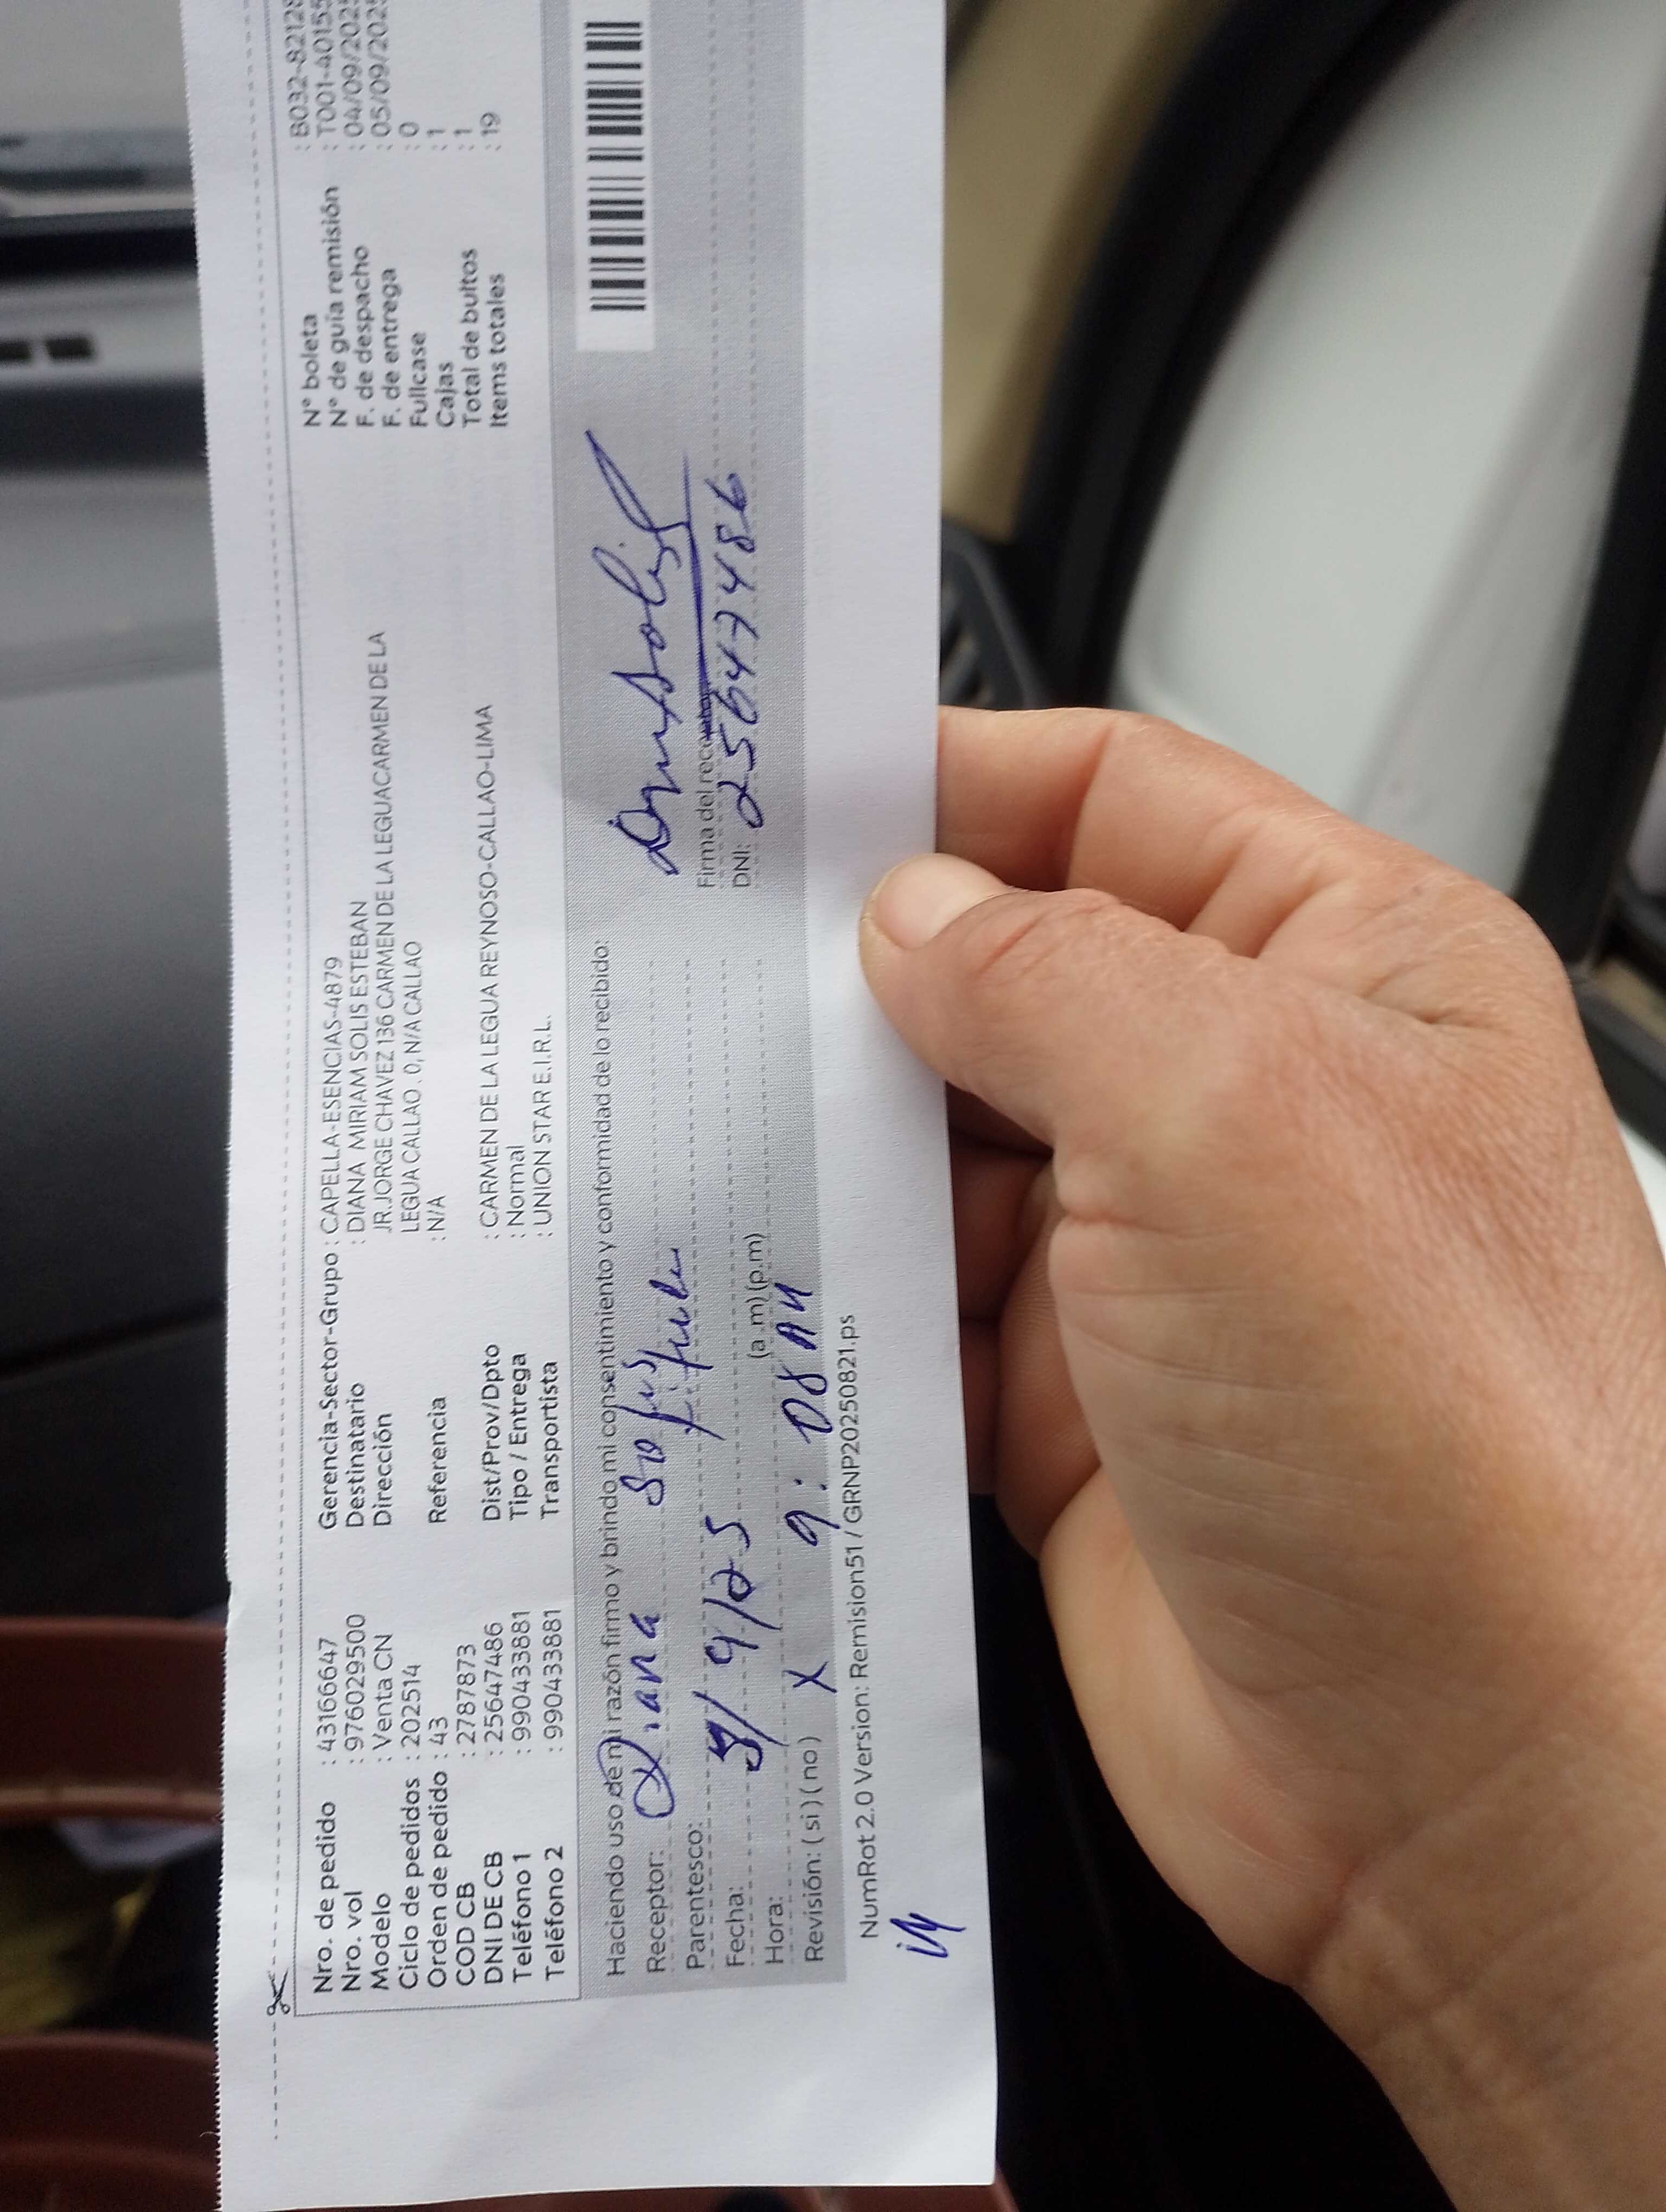 Nro. de pedido : 43166647
Nro. vol : 976029500
Modelo : Venta CN
Ciclo de pedidos : 202514
Orden de pedido : 43
COD CB : 2787873
DNI DE CB : 25647486
Teléfono 1 : 990433881
Teléfono 2 : 990433881
Gerencia-Sector-Grupo : CAPELLA-ESENCIAS-4879
Destinatario : DIANA MIRIAM SOLIS ESTEBAN
Dirección JR.JORGE CHAVEZ 136 CARMEN DE LA LEGUACARMEN DE LA
LEGUA CALLAO . 0, N/A CALLAO
Referencia : N/A
Dist/Prov/Dpto : CARMEN DE LA LEGUA REYNOSO-CALLAO-LIMA
Tipo / Entrega : Normal
Transportista : UNION STAR E.I.R.L.
N° boleta : B032-82128
N° de guía remisión : T001-40155
F. de despacho : 04/09/202
F. de entrega : 05/09/202
Fullcase : 0
Cajas : 1
Total de bultos : 1
Items totales : 19
Haciendo uso de mi razón firmo y brindo mi consentimiento y conformidad de lo recibido:
Receptor: Diana Solis
Parentesco:
Fecha: 5/9/25
Hora: 9:08 AM (a.m) (p.m)
Revisión: ( si ) ( no ) X
Firma del
DNI: 25647486
NumRot 2.0 Version: Remision51 / GRNP20250821.ps